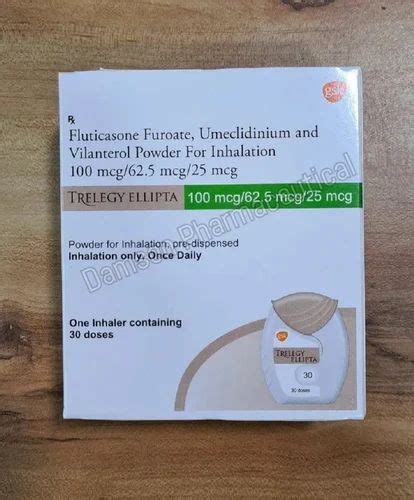 gsk
Rx
Fluticasone Furoate, Umeclidinium and
Vilanterol Powder For Inhalation
100 mcg/62.5 mcg/25 mcg
TRELEGY ELLIPTA 100 mcg/62.5 mcg/25 mcg
Powder for Inhalation, pre-dispensed
Inhalation only. Once Daily
One Inhaler containing
30 doses
gsk
TRELEGY
ELLIPTA
30
30 doses
Damson Pharmaceutical